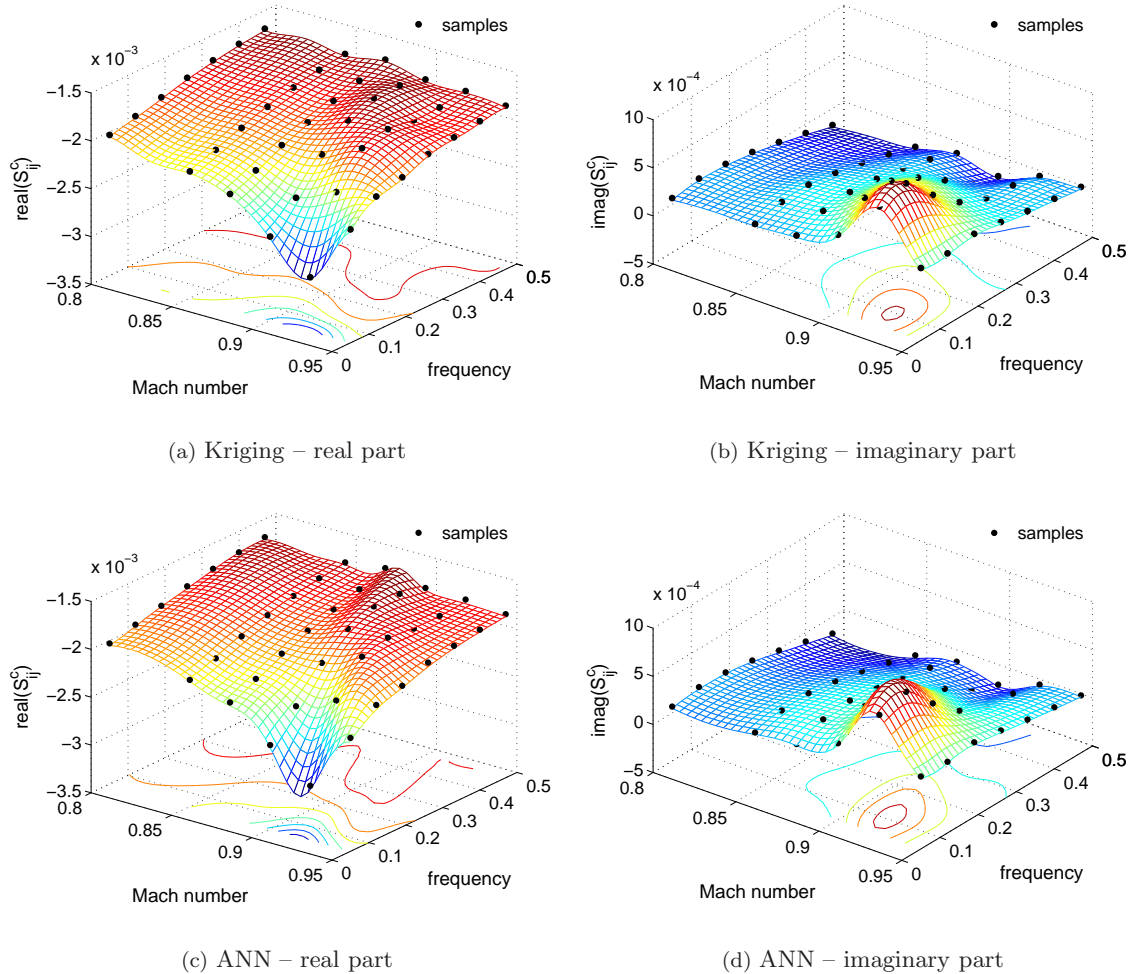 samples
x 10⁻³
−1.5
−2
−2.5
−3
−3.5
real(Sᶜᵢⱼ)
0.8
0.85
0.9
0.95
Mach number
0
0.1
0.2
0.3
0.4
0.5
frequency
(a) Kriging – real part
samples
x 10⁻⁴
10
5
0
−5
imag(Sᶜᵢⱼ)
0.8
0.85
0.9
0.95
Mach number
0
0.1
0.2
0.3
0.4
0.5
frequency
(b) Kriging – imaginary part
samples
x 10⁻³
−1.5
−2
−2.5
−3
−3.5
real(Sᶜᵢⱼ)
0.8
0.85
0.9
0.95
Mach number
0
0.1
0.2
0.3
0.4
0.5
frequency
(c) ANN – real part
samples
x 10⁻⁴
10
5
0
−5
imag(Sᶜᵢⱼ)
0.8
0.85
0.9
0.95
Mach number
0
0.1
0.2
0.3
0.4
0.5
frequency
(d) ANN – imaginary part